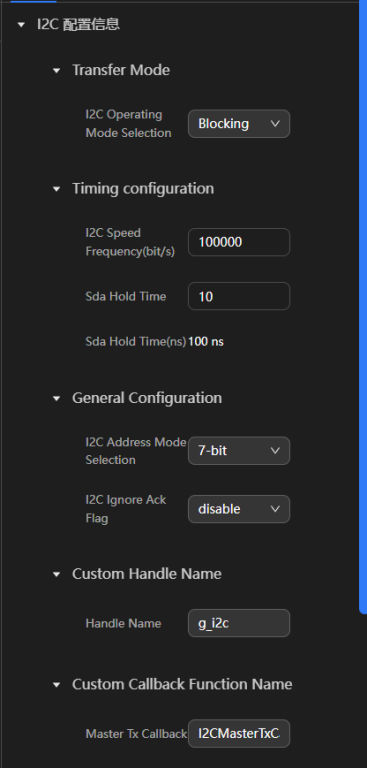 I2C 配置信息
Transfer Mode
I2C Operating
Mode Selection
Blocking
Timing configuration
I2C Speed
Frequency(bit/s)
100000
Sda Hold Time
10
Sda Hold Time(ns) 100 ns
General Configuration
I2C Address Mode
Selection
7-bit
I2C Ignore Ack
Flag
disable
Custom Handle Name
Handle Name
g_i2c
Custom Callback Function Name
Master Tx Callback
I2CMasterTxC